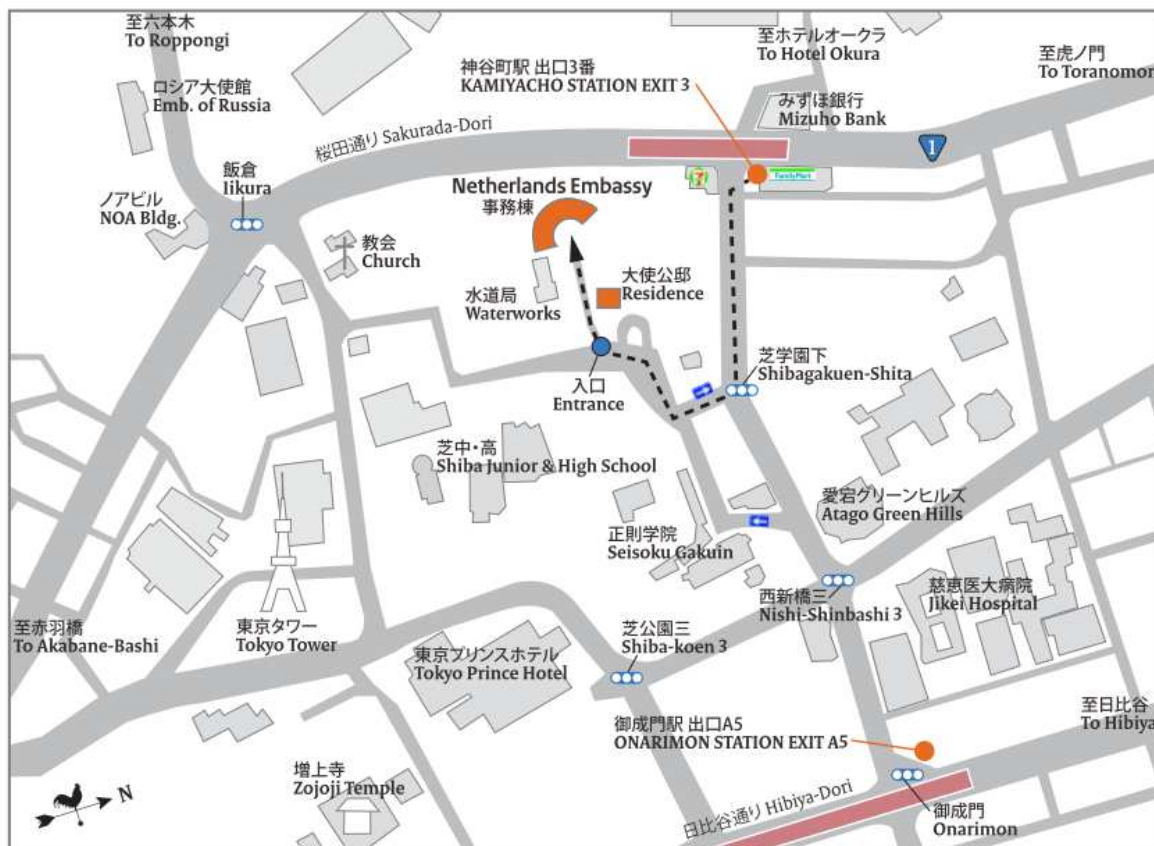 至六本木
To Roppongi
至ホテルオークラ
To Hotel Okura
至虎ノ門
To Toranomon
神谷町駅 出口3番
KAMIYACHO STATION EXIT 3
ロシア大使館
Emb. of Russia
みずほ銀行
Mizuho Bank
桜田通り Sakurada-Dori
1
飯倉
Iikura
7
FamilyMart
ノアビル
NOA Bldg.
Netherlands Embassy
事務棟
教会
Church
大使公邸
Residence
水道局
Waterworks
入口
Entrance
芝学園下
Shibagakuen-Shita
芝中・高
Shiba Junior & High School
愛宕グリーンヒルズ
Atago Green Hills
正則学院
Seisoku Gakuin
西新橋三
Nishi-Shinbashi 3
慈恵医大病院
Jikei Hospital
至赤羽橋
To Akabane-Bashi
東京タワー
Tokyo Tower
芝公園三
Shiba-koen 3
東京プリンスホテル
Tokyo Prince Hotel
至日比谷
To Hibiya
御成門駅 出口A5
ONARIMON STATION EXIT A5
増上寺
Zojoji Temple
N
日比谷通り Hibiya-Dori
御成門
Onarimon